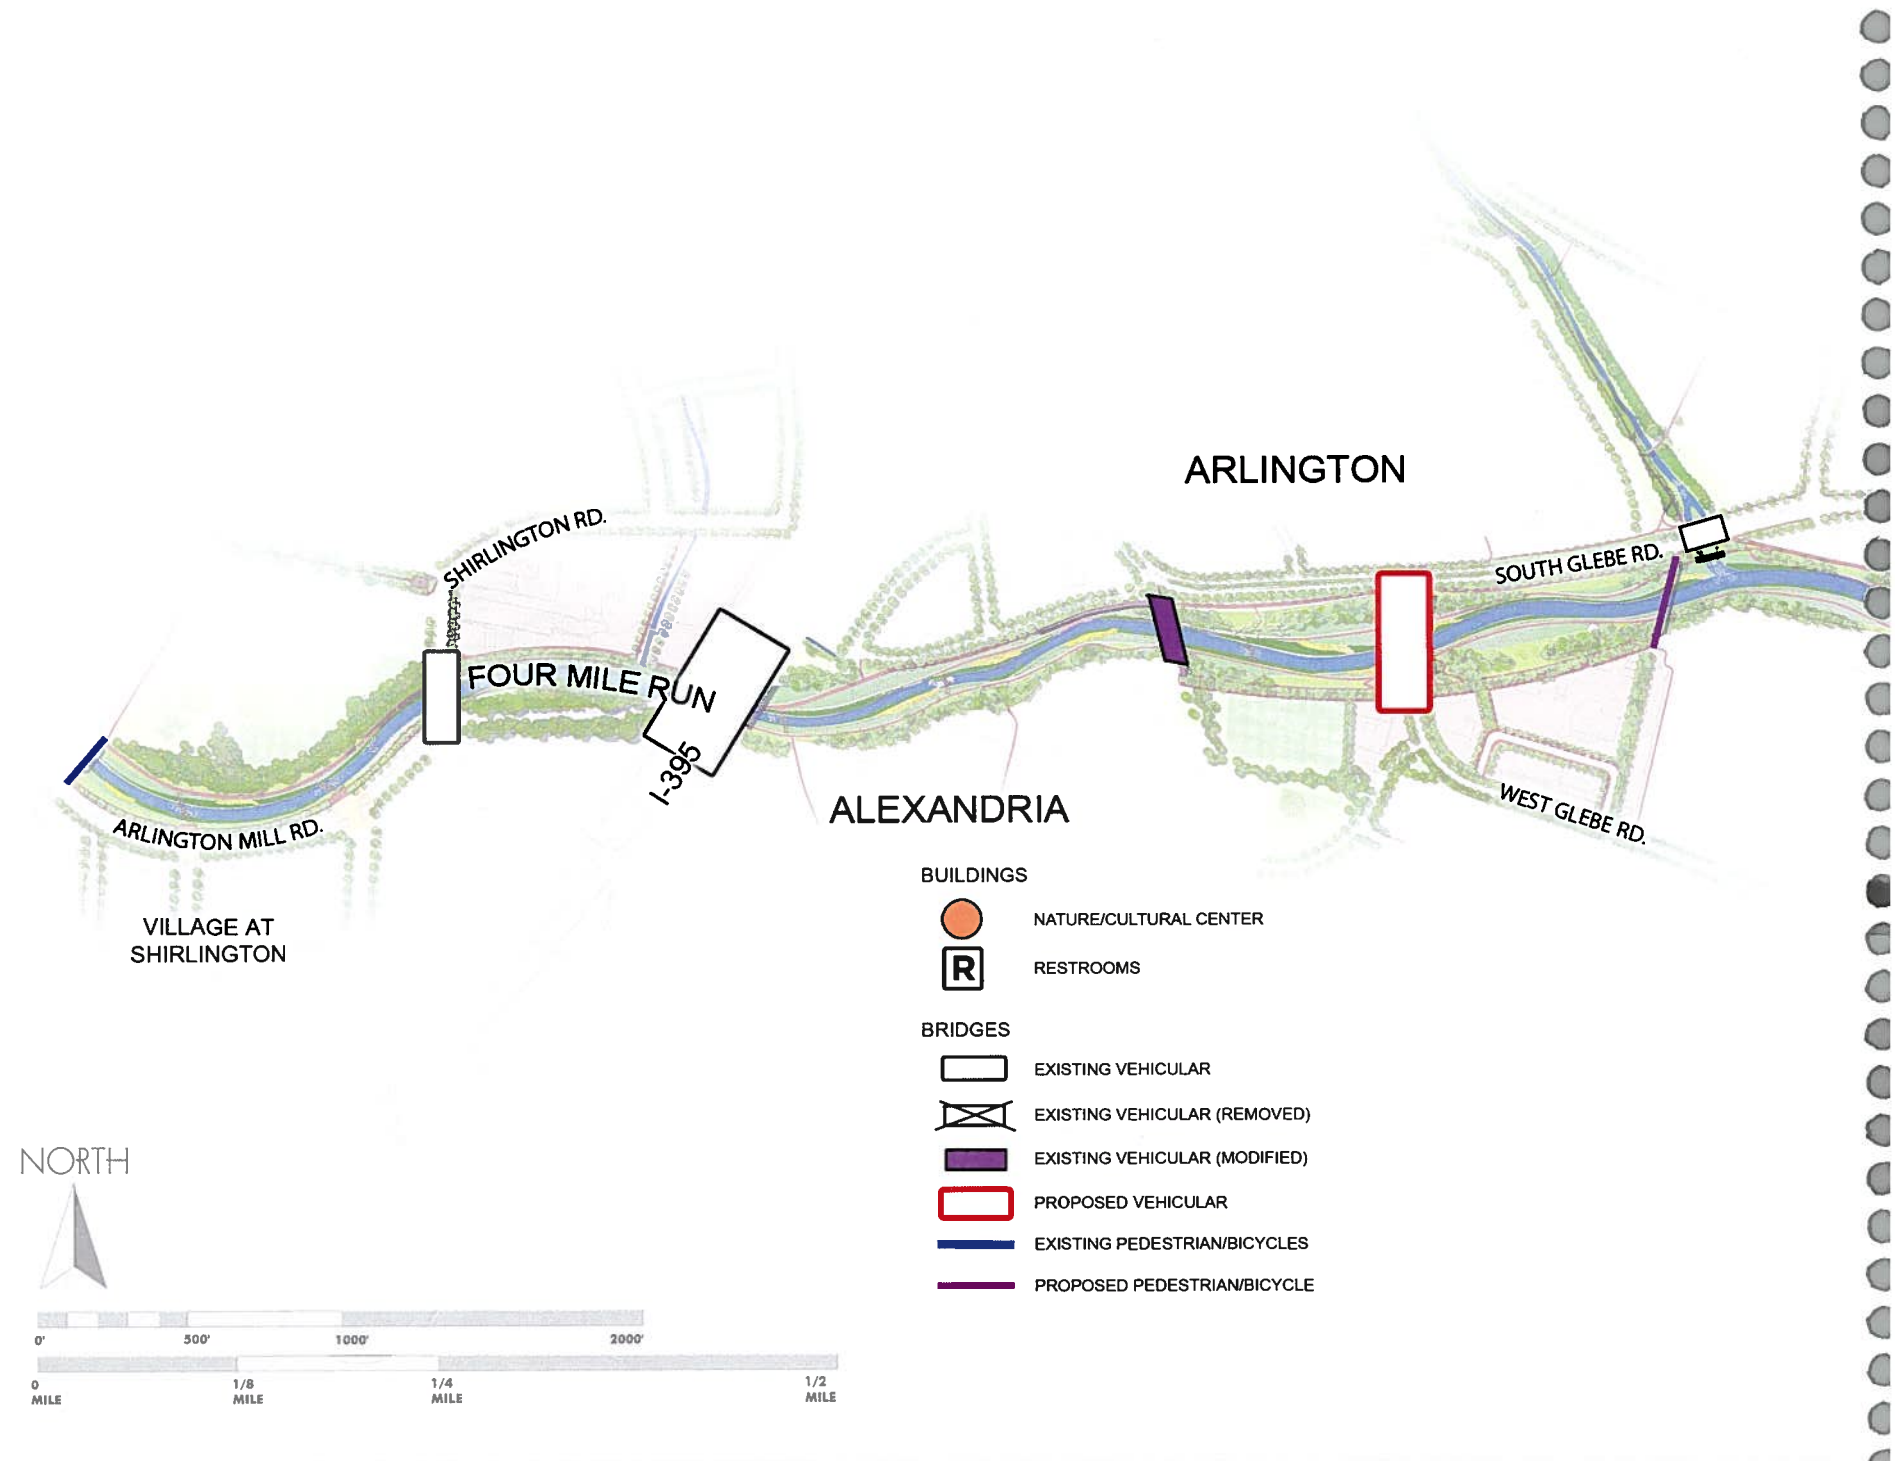 ARLINGTON
SHIRLINGTON RD.
SOUTH GLEBE RD.
FOUR MILE RUN
I-395
ALEXANDRIA
WEST GLEBE RD.
ARLINGTON MILL RD.
VILLAGE AT
SHIRLINGTON
BUILDINGS
NATURE/CULTURAL CENTER
R
RESTROOMS
BRIDGES
EXISTING VEHICULAR
EXISTING VEHICULAR (REMOVED)
EXISTING VEHICULAR (MODIFIED)
PROPOSED VEHICULAR
EXISTING PEDESTRIAN/BICYCLES
PROPOSED PEDESTRIAN/BICYCLE
NORTH
0' 500' 1000' 2000'
0 1/8 1/4 1/2
MILE MILE MILE MILE